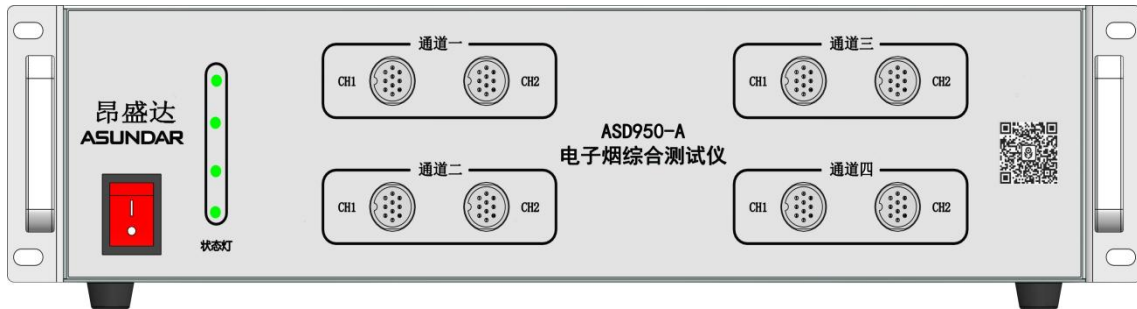 昂盛达
ASUNDAR
状态灯
通道一
CH1
CH2
通道二
CH1
CH2
ASD950-A
电子烟综合测试仪
通道三
CH1
CH2
通道四
CH1
CH2